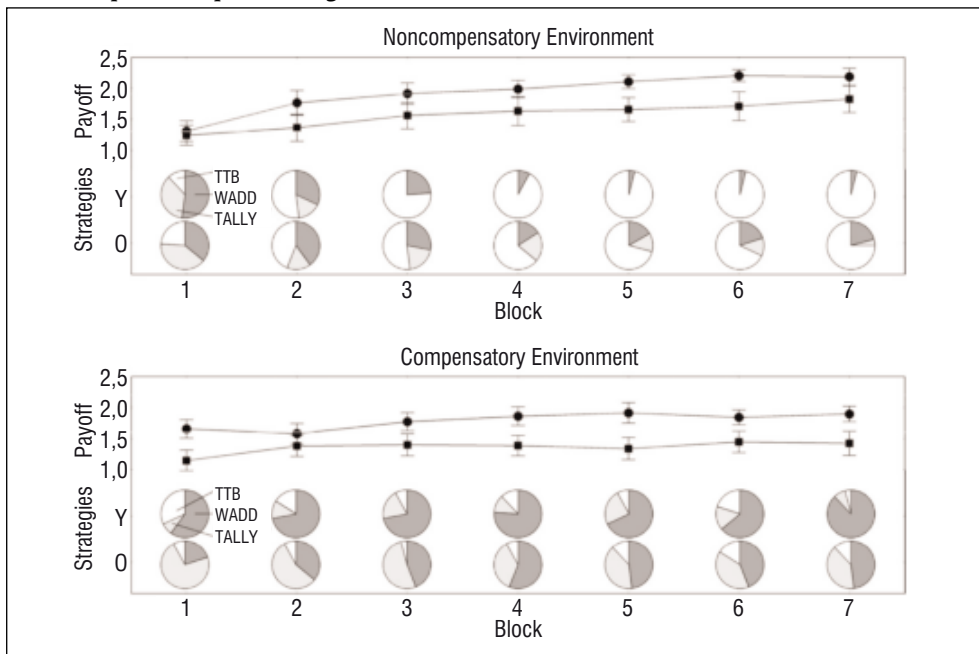 Noncompensatory Environment
2,5
2,0
1,5
1,0
Payoff
Strategies
Y
O
TTB
WADD
TALLY
1 2 3 4 5 6 7
Block
Compensatory Environment
2,5
2,0
1,5
1,0
Payoff
Strategies
Y
O
TTB
WADD
TALLY
1 2 3 4 5 6 7
Block